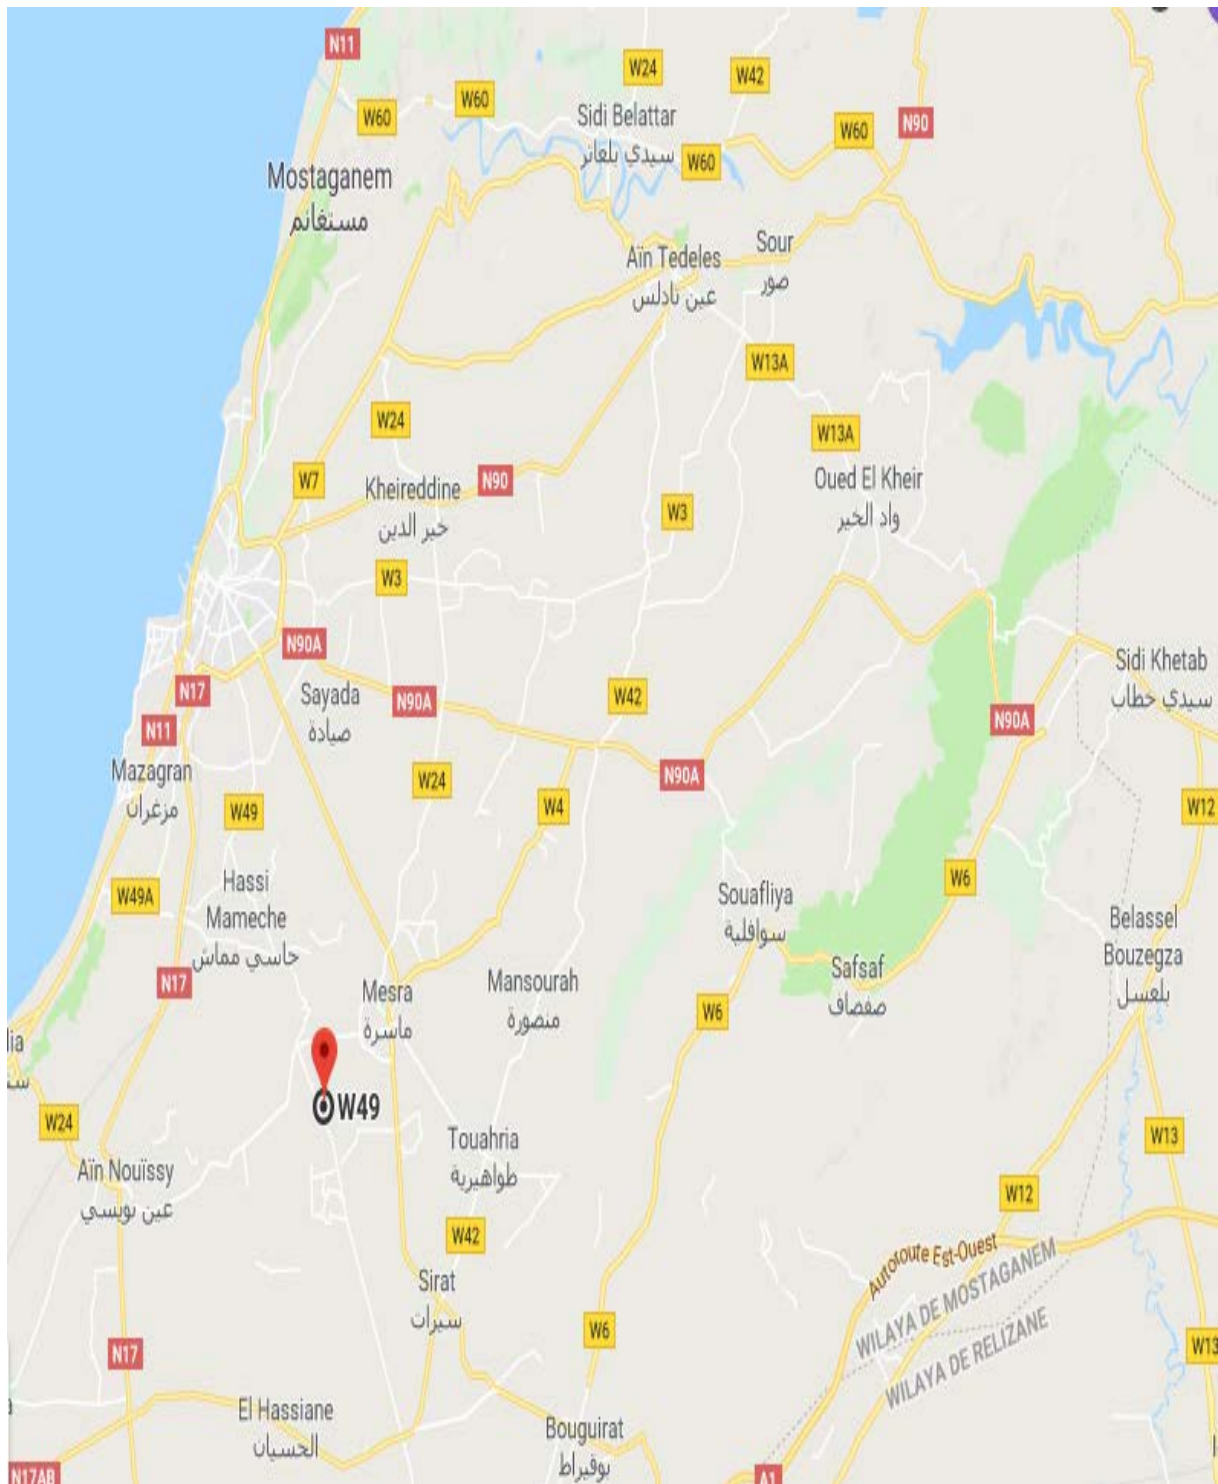 N11
W24
W42
W60
W60
Sidi Belattar
سيدي بلعاتر
W60
N90
W60
Mostaganem
مستغانم
Aïn Tedeles
عين تادلس
Sour
صور
W13A
W24
W13A
W7
Kheireddine
خير الدين
N90
Oued El Kheir
واد الخير
W3
W3
N90A
Sidi Khetab
سيدي خطاب
N17
Sayada
صيادة
N90A
W42
N11
N90A
Mazagran
مزغران
W24
N90A
W49
W4
W12
W49A
Hassi
Mameche
حاسي مماش
Souafliya
سوافلية
W6
Belassel
Bouzegza
بلعسل
N17
Mesra
ماسرة
Mansourah
منصورة
Safsaf
صفصاف
W6
lia
W49
W24
Touahria
طواهيرية
W13
Aïn Nouïssy
عين نويسي
W12
W42
Autoroute Est-Ouest
WILAYA DE MOSTAGANEM
WILAYA DE RELIZANE
Sirat
سيرات
N17
W6
W13
El Hassiane
الحسيان
Bouguirat
بوقيراط
N17AB
A1